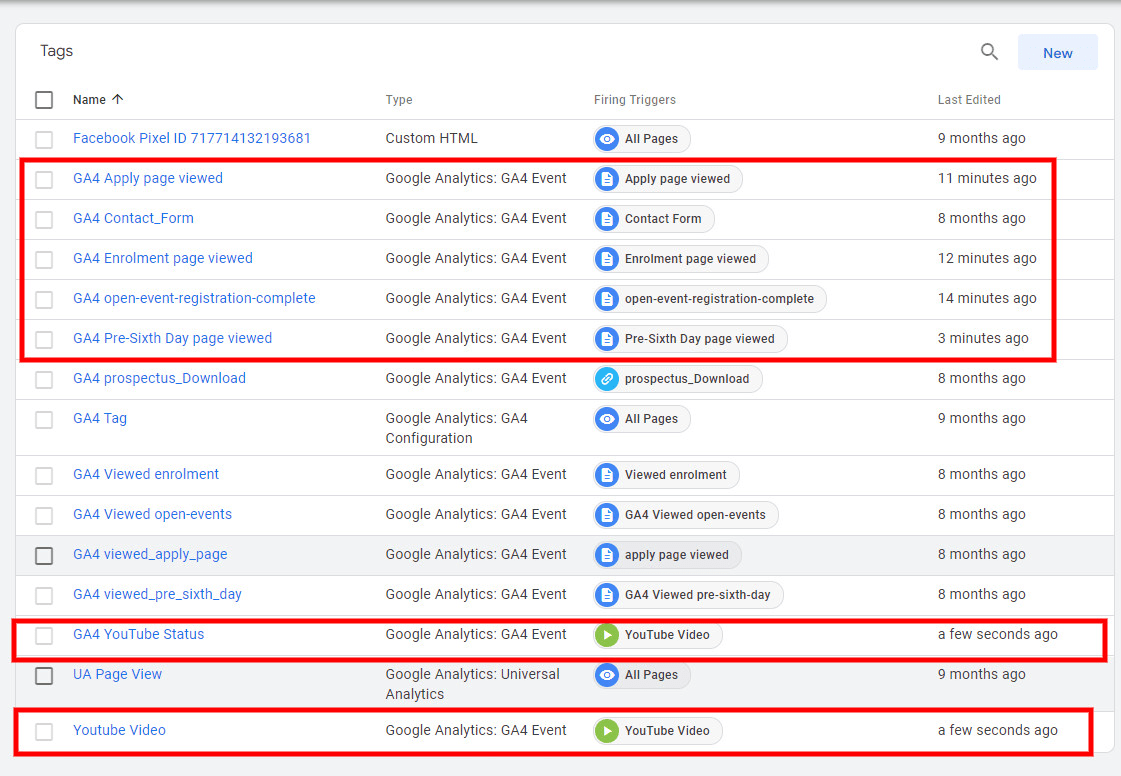 Tags
New
Name Type Firing Triggers Last Edited
Facebook Pixel ID 717714132193681 Custom HTML All Pages 9 months ago
GA4 Apply page viewed Google Analytics: GA4 Event Apply page viewed 11 minutes ago
GA4 Contact_Form Google Analytics: GA4 Event Contact Form 8 months ago
GA4 Enrolment page viewed Google Analytics: GA4 Event Enrolment page viewed 12 minutes ago
GA4 open-event-registration-complete Google Analytics: GA4 Event open-event-registration-complete 14 minutes ago
GA4 Pre-Sixth Day page viewed Google Analytics: GA4 Event Pre-Sixth Day page viewed 3 minutes ago
GA4 prospectus_Download Google Analytics: GA4 Event prospectus_Download 8 months ago
GA4 Tag Google Analytics: GA4 All Pages 9 months ago
Configuration
GA4 Viewed enrolment Google Analytics: GA4 Event Viewed enrolment 8 months ago
GA4 Viewed open-events Google Analytics: GA4 Event GA4 Viewed open-events 8 months ago
GA4 viewed_apply_page Google Analytics: GA4 Event apply page viewed 8 months ago
GA4 viewed_pre_sixth_day Google Analytics: GA4 Event GA4 Viewed pre-sixth-day 8 months ago
GA4 YouTube Status Google Analytics: GA4 Event YouTube Video a few seconds ago
UA Page View Google Analytics: Universal All Pages 9 months ago
Analytics
Youtube Video Google Analytics: GA4 Event YouTube Video a few seconds ago